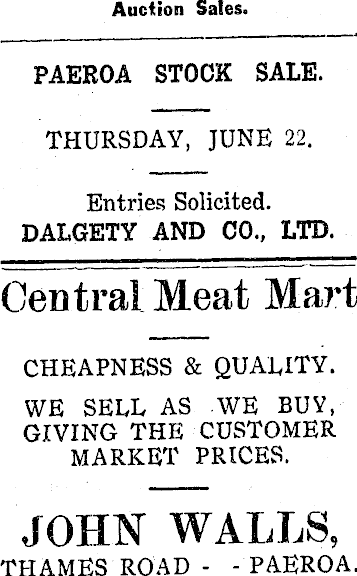 Auction Sales.
PAEROA STOCK SALE.
THURSDAY, JUNE 22.
Entries Solicited.
DALGETY AND CO., LTD.
Central Meat Mart
CHEAPNESS & QUALITY.
WE SELL AS WE BUY,
GIVING THE CUSTOMER
MARKET PRICES.
JOHN WALLS,
THAMES ROAD - - PAEROA.